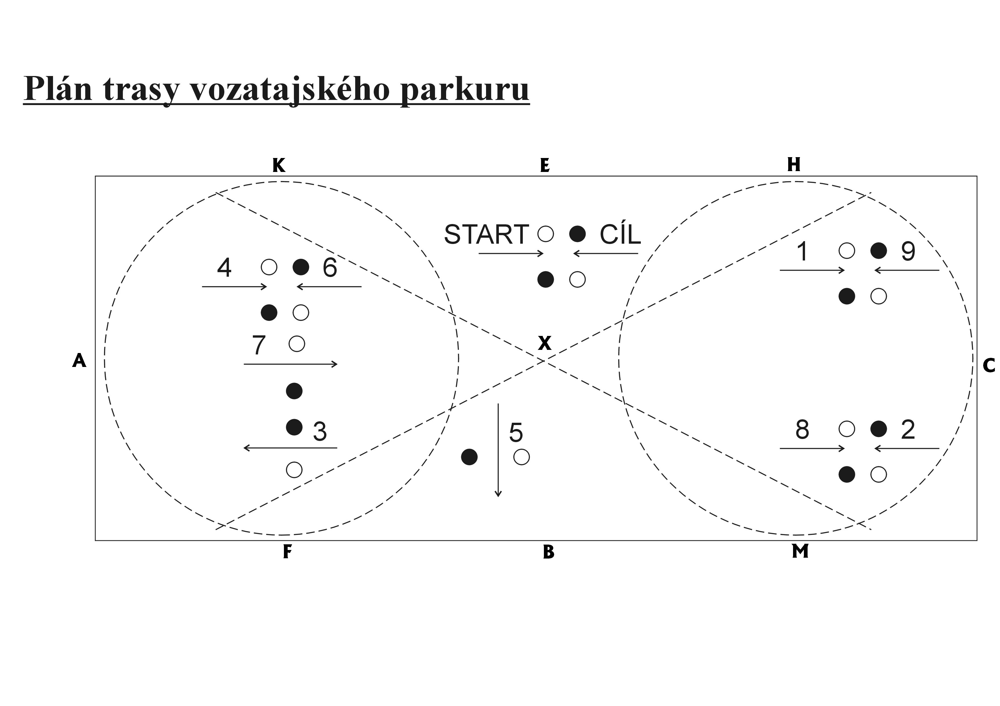 Plán trasy vozatajského parkuru
K E H
START CÍL
1 9
4 6
X
7
A C
3 5
8 2
F B M